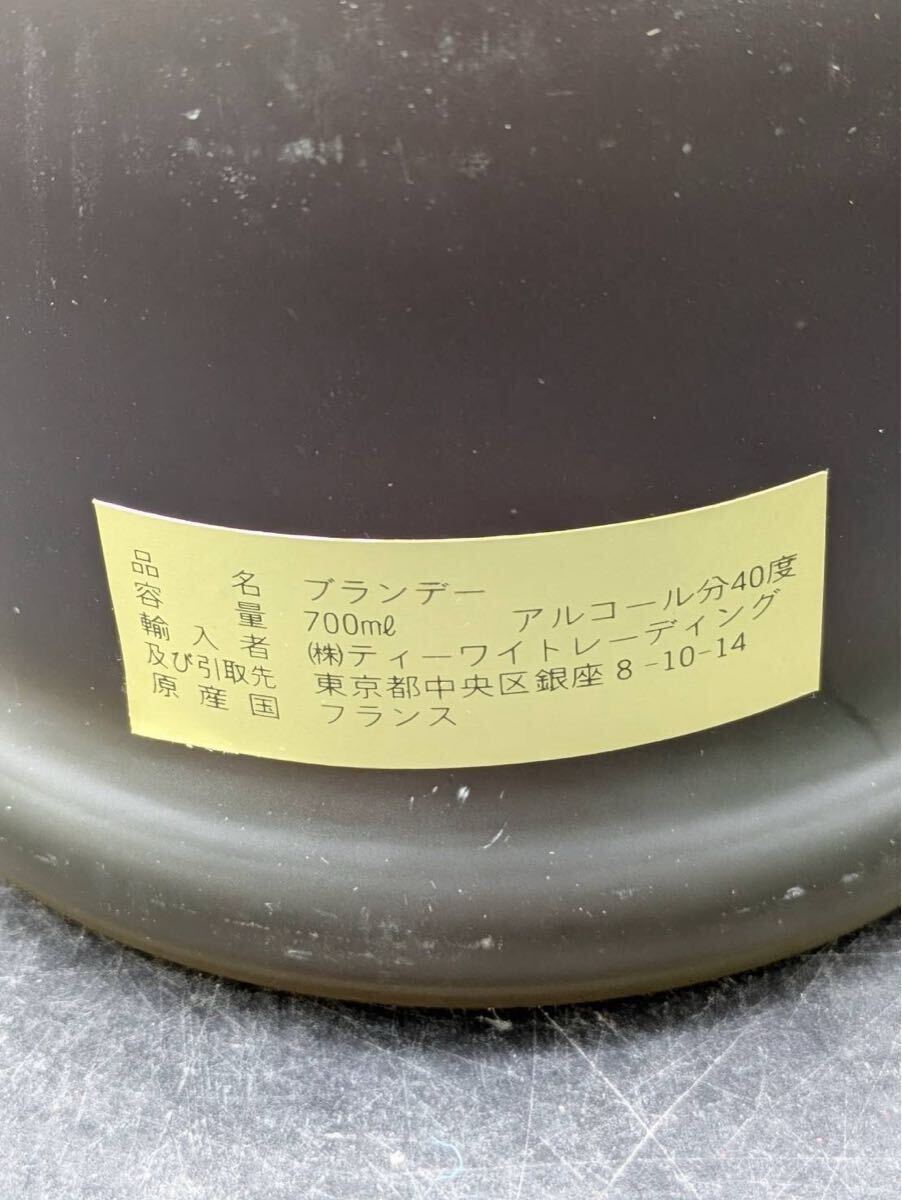 品名 ブランデー
容量 700ml アルコール分40度
輸入者 (株)ティーワイトレーディング
及び引取先 東京都中央区銀座8-10-14
原産国 フランス